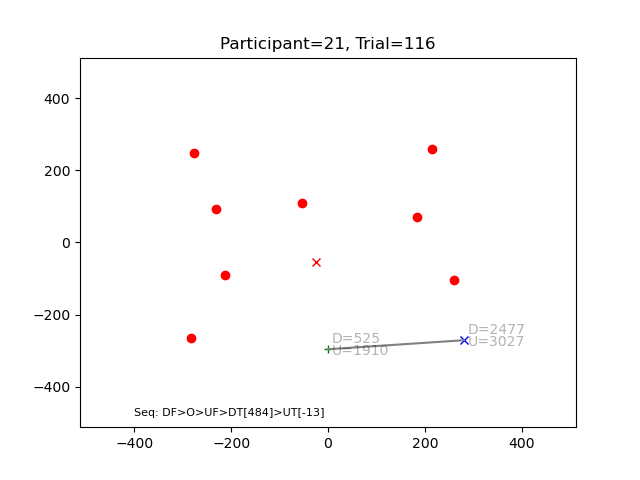 Participant=21, Trial=116
400
200
0
−200
−400
D=525
U=1910
D=2477
U=3027
Seq: DF>O>UF>DT[484]>UT[-13]
−400 −200 0 200 400